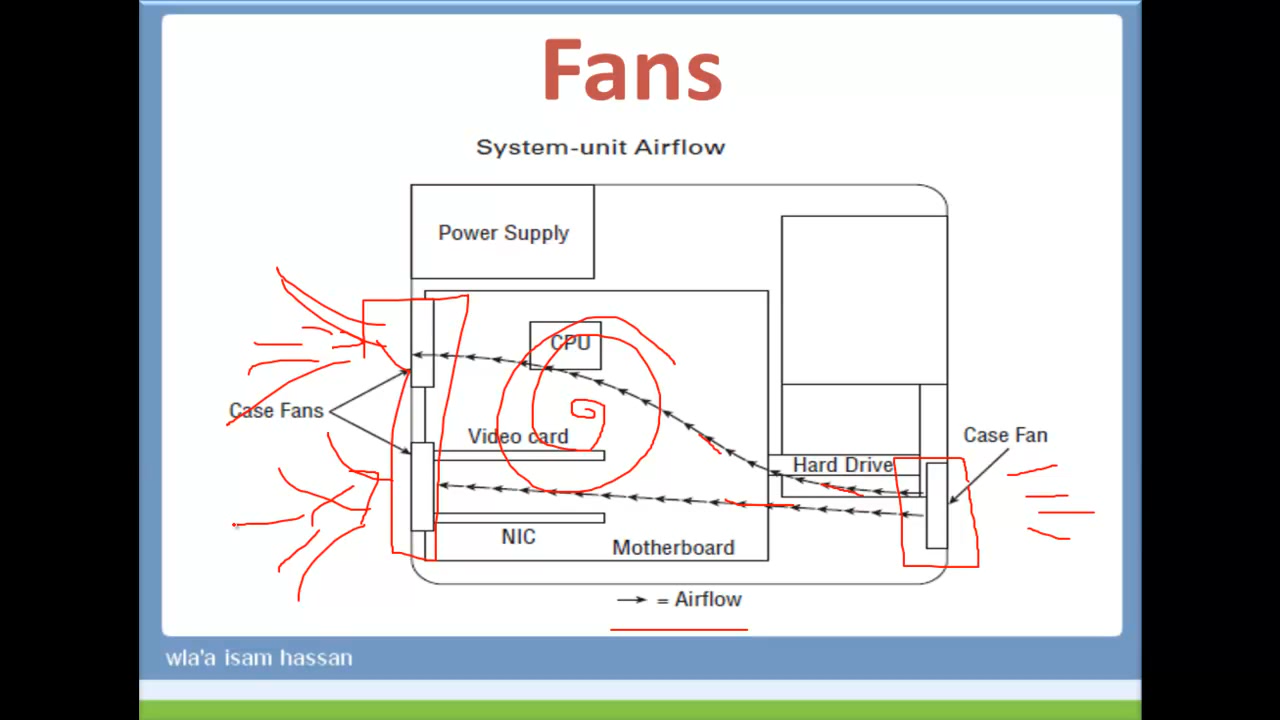 Fans
System-unit Airflow
Power Supply
CPU
Case Fans
Video card
Case Fan
Hard Drive
NIC
Motherboard
= Airflow
wla'a isam hassan